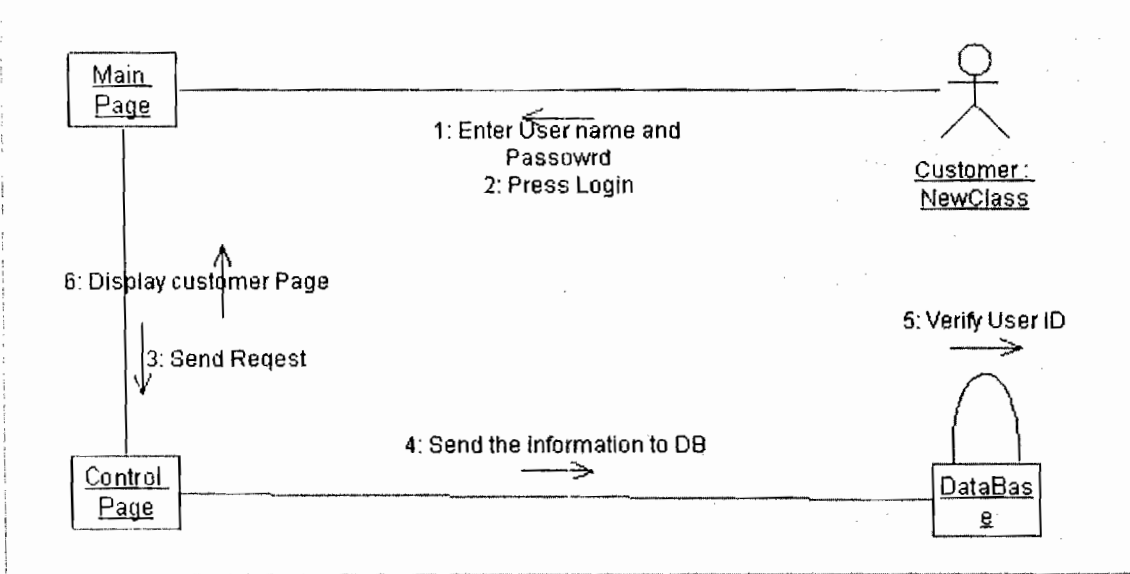 Main
Page
1: Enter User name and
Passowrd
2: Press Login
Customer :
NewClass
6: Display customer Page
5: Verify User ID
3: Send Reqest
4: Send the Information to DB
Control
Page
DataBas
e